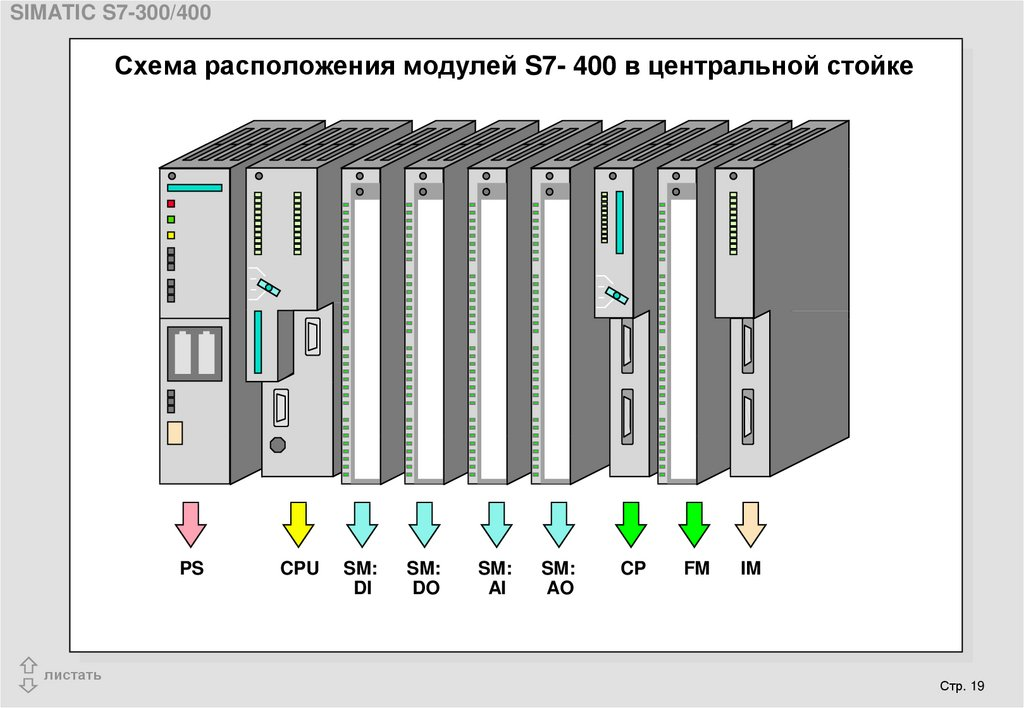 SIMATIC S7-300/400
Схема расположения модулей S7- 400 в центральной стойке
PS CPU SM: SM: SM: SM: CP FM IM
DI DO AI AO
листать
Стр. 19